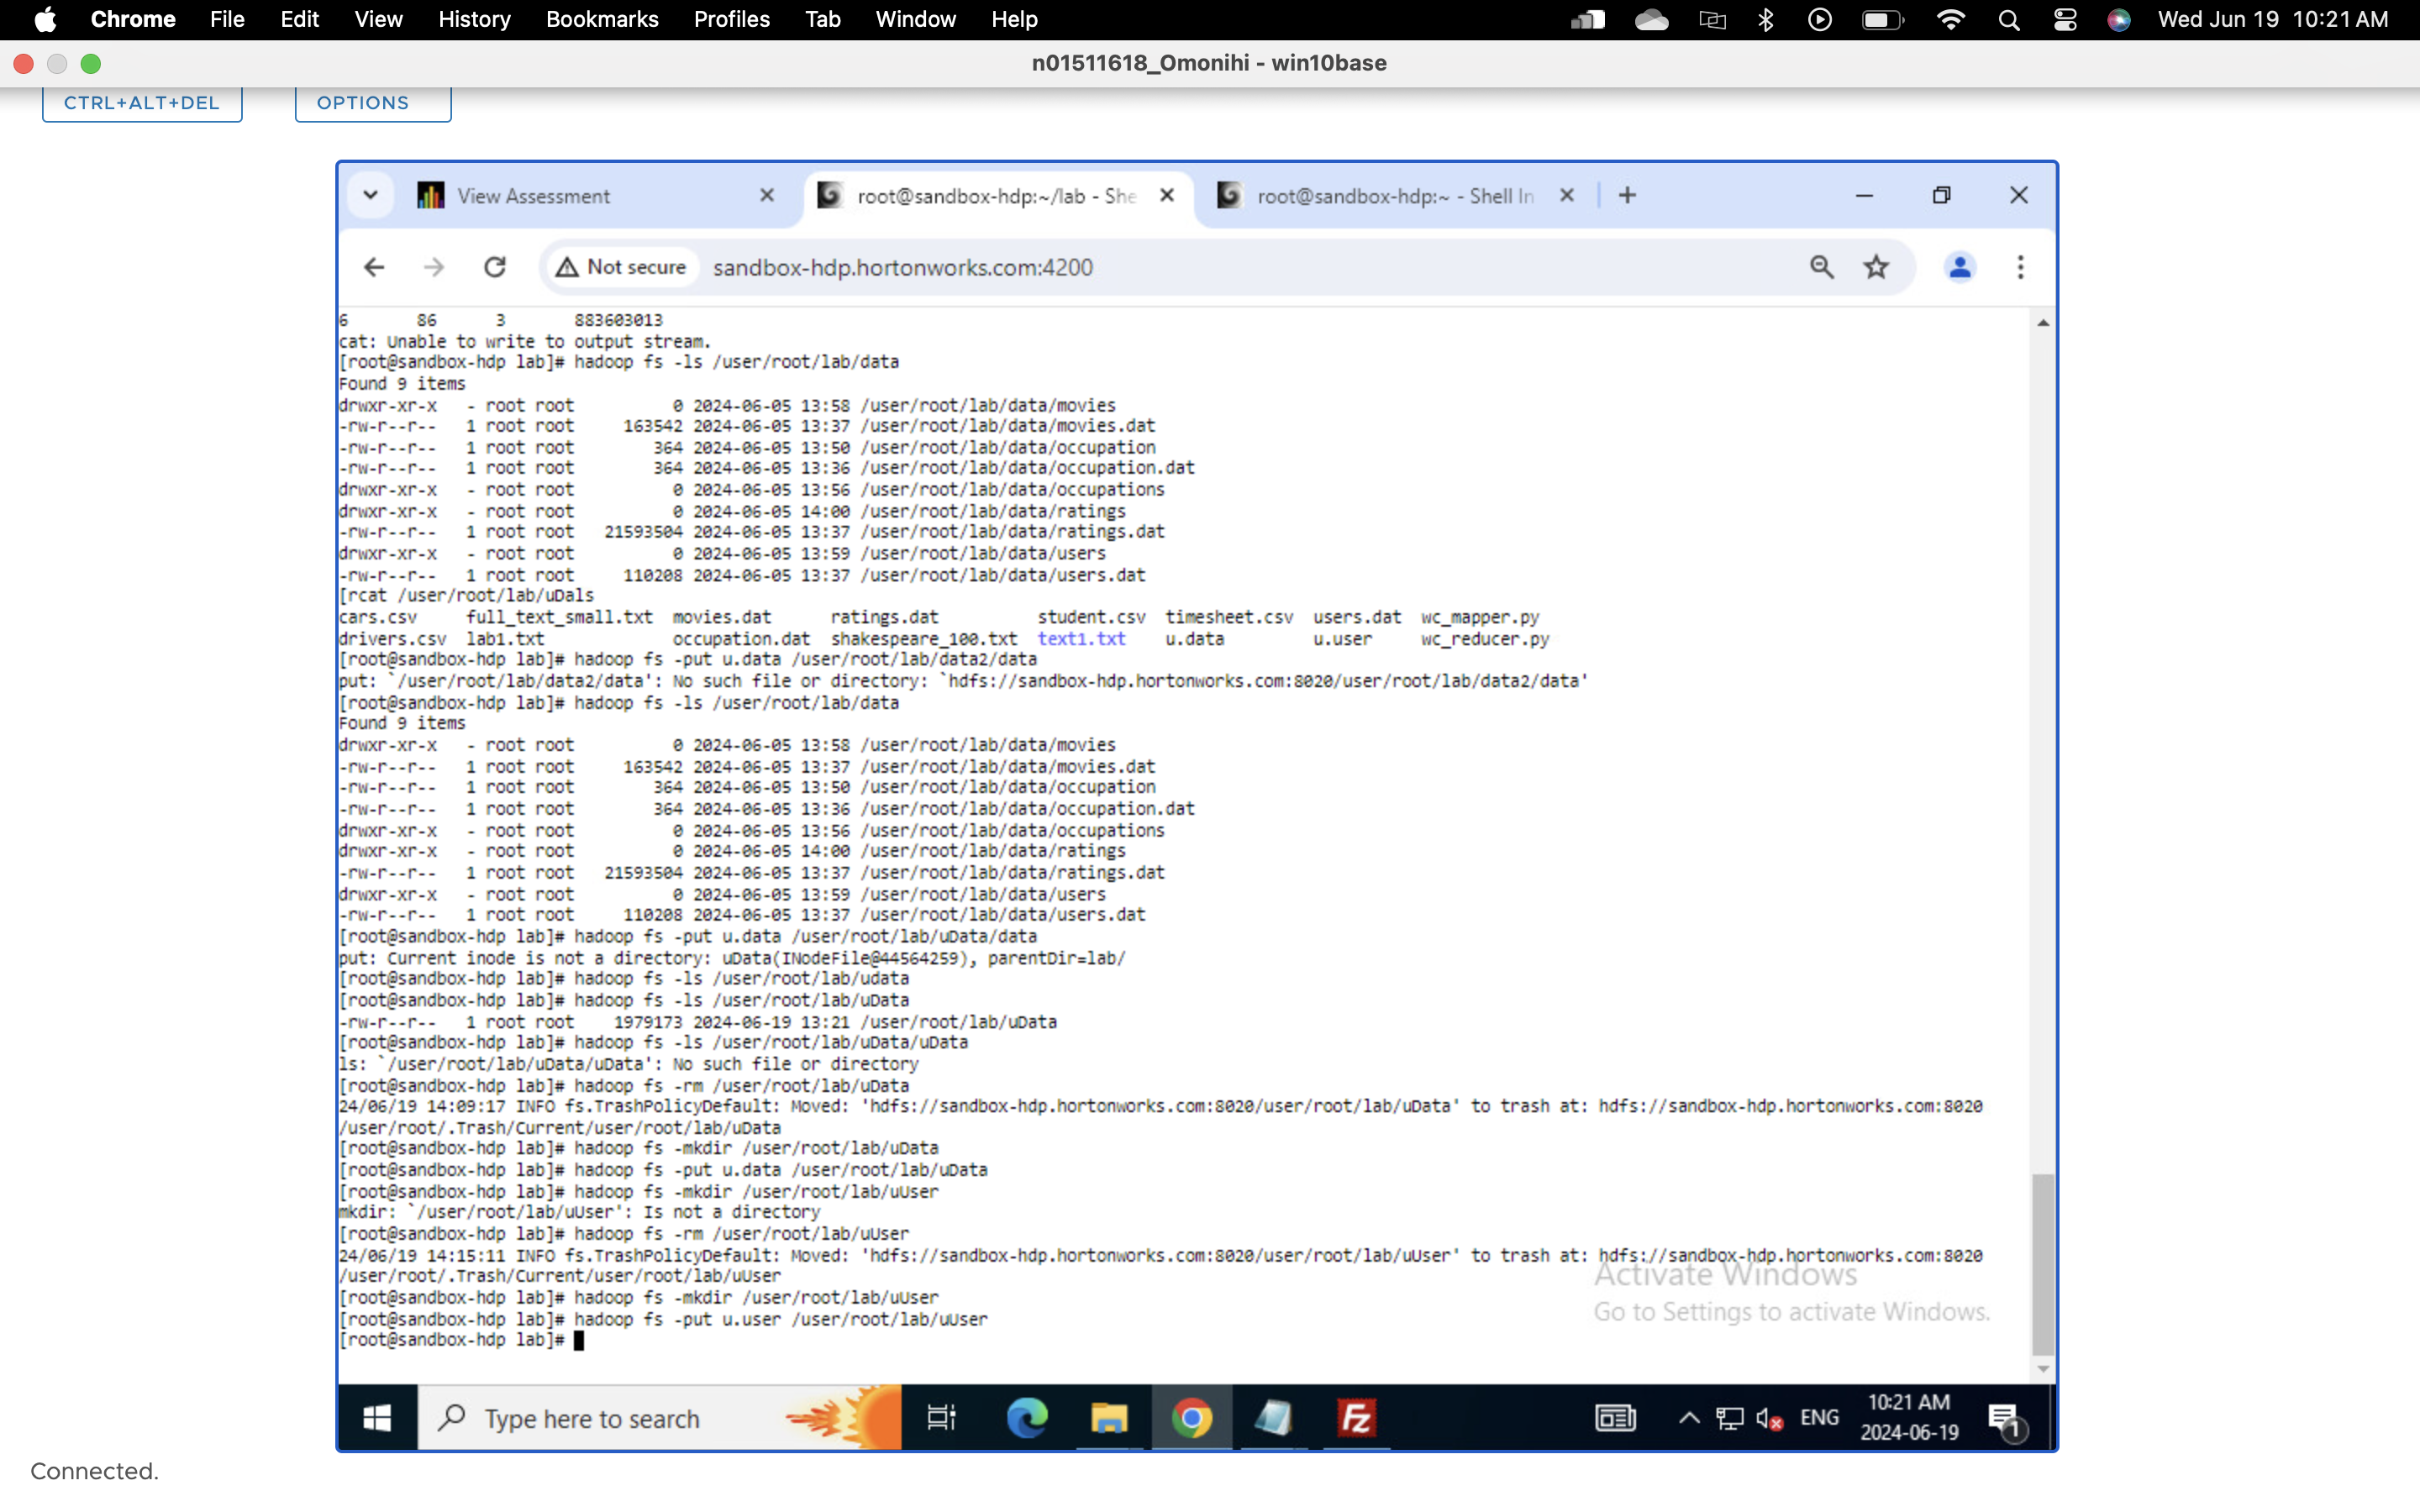 Chrome File Edit View History Bookmarks Profiles Tab Window Help Wed Jun 19 10:21 AM
n01511618_Omonihi - win10base
CTRL+ALT+DEL OPTIONS
View Assessment root@sandbox-hdp:~/lab - She root@sandbox-hdp:~ - Shell In
Not secure sandbox-hdp.hortonworks.com:4200
6 86 3 883603013
cat: Unable to write to output stream.
[root@sandbox-hdp lab]# hadoop fs -ls /user/root/lab/data
Found 9 items
drwxr-xr-x - root root 0 2024-06-05 13:58 /user/root/lab/data/movies
-rw-r--r-- 1 root root 163542 2024-06-05 13:37 /user/root/lab/data/movies.dat
-rw-r--r-- 1 root root 364 2024-06-05 13:50 /user/root/lab/data/occupation
-rw-r--r-- 1 root root 364 2024-06-05 13:36 /user/root/lab/data/occupation.dat
drwxr-xr-x - root root 0 2024-06-05 13:56 /user/root/lab/data/occupations
drwxr-xr-x - root root 0 2024-06-05 14:00 /user/root/lab/data/ratings
-rw-r--r-- 1 root root 21593504 2024-06-05 13:37 /user/root/lab/data/ratings.dat
drwxr-xr-x - root root 0 2024-06-05 13:59 /user/root/lab/data/users
-rw-r--r-- 1 root root 110208 2024-06-05 13:37 /user/root/lab/data/users.dat
[rcat /user/root/lab/uDals
cars.csv full_text_small.txt movies.dat ratings.dat student.csv timesheet.csv users.dat wc_mapper.py
drivers.csv lab1.txt occupation.dat shakespeare_100.txt text1.txt u.data u.user wc_reducer.py
[root@sandbox-hdp lab]# hadoop fs -put u.data /user/root/lab/data2/data
put: `/user/root/lab/data2/data': No such file or directory: `hdfs://sandbox-hdp.hortonworks.com:8020/user/root/lab/data2/data'
[root@sandbox-hdp lab]# hadoop fs -ls /user/root/lab/data
Found 9 items
drwxr-xr-x - root root 0 2024-06-05 13:58 /user/root/lab/data/movies
-rw-r--r-- 1 root root 163542 2024-06-05 13:37 /user/root/lab/data/movies.dat
-rw-r--r-- 1 root root 364 2024-06-05 13:50 /user/root/lab/data/occupation
-rw-r--r-- 1 root root 364 2024-06-05 13:36 /user/root/lab/data/occupation.dat
drwxr-xr-x - root root 0 2024-06-05 13:56 /user/root/lab/data/occupations
drwxr-xr-x - root root 0 2024-06-05 14:00 /user/root/lab/data/ratings
-rw-r--r-- 1 root root 21593504 2024-06-05 13:37 /user/root/lab/data/ratings.dat
drwxr-xr-x - root root 0 2024-06-05 13:59 /user/root/lab/data/users
-rw-r--r-- 1 root root 110208 2024-06-05 13:37 /user/root/lab/data/users.dat
[root@sandbox-hdp lab]# hadoop fs -put u.data /user/root/lab/uData/data
put: Current inode is not a directory: uData(INodeFile@44564259), parentDir=lab/
[root@sandbox-hdp lab]# hadoop fs -ls /user/root/lab/udata
[root@sandbox-hdp lab]# hadoop fs -ls /user/root/lab/uData
-rw-r--r-- 1 root root 1979173 2024-06-19 13:21 /user/root/lab/uData
[root@sandbox-hdp lab]# hadoop fs -ls /user/root/lab/uData/uData
ls: `/user/root/lab/uData/uData': No such file or directory
[root@sandbox-hdp lab]# hadoop fs -rm /user/root/lab/uData
24/06/19 14:09:17 INFO fs.TrashPolicyDefault: Moved: 'hdfs://sandbox-hdp.hortonworks.com:8020/user/root/lab/uData' to trash at: hdfs://sandbox-hdp.hortonworks.com:8020
/user/root/.Trash/Current/user/root/lab/uData
[root@sandbox-hdp lab]# hadoop fs -mkdir /user/root/lab/uData
[root@sandbox-hdp lab]# hadoop fs -put u.data /user/root/lab/uData
[root@sandbox-hdp lab]# hadoop fs -mkdir /user/root/lab/uUser
mkdir: `/user/root/lab/uUser': Is not a directory
[root@sandbox-hdp lab]# hadoop fs -rm /user/root/lab/uUser
24/06/19 14:15:11 INFO fs.TrashPolicyDefault: Moved: 'hdfs://sandbox-hdp.hortonworks.com:8020/user/root/lab/uUser' to trash at: hdfs://sandbox-hdp.hortonworks.com:8020
/user/root/.Trash/Current/user/root/lab/uUser
[root@sandbox-hdp lab]# hadoop fs -mkdir /user/root/lab/uUser
[root@sandbox-hdp lab]# hadoop fs -put u.user /user/root/lab/uUser
[root@sandbox-hdp lab]#
Activate Windows
Go to Settings to activate Windows.
Type here to search ENG 10:21 AM
2024-06-19 1
Connected.